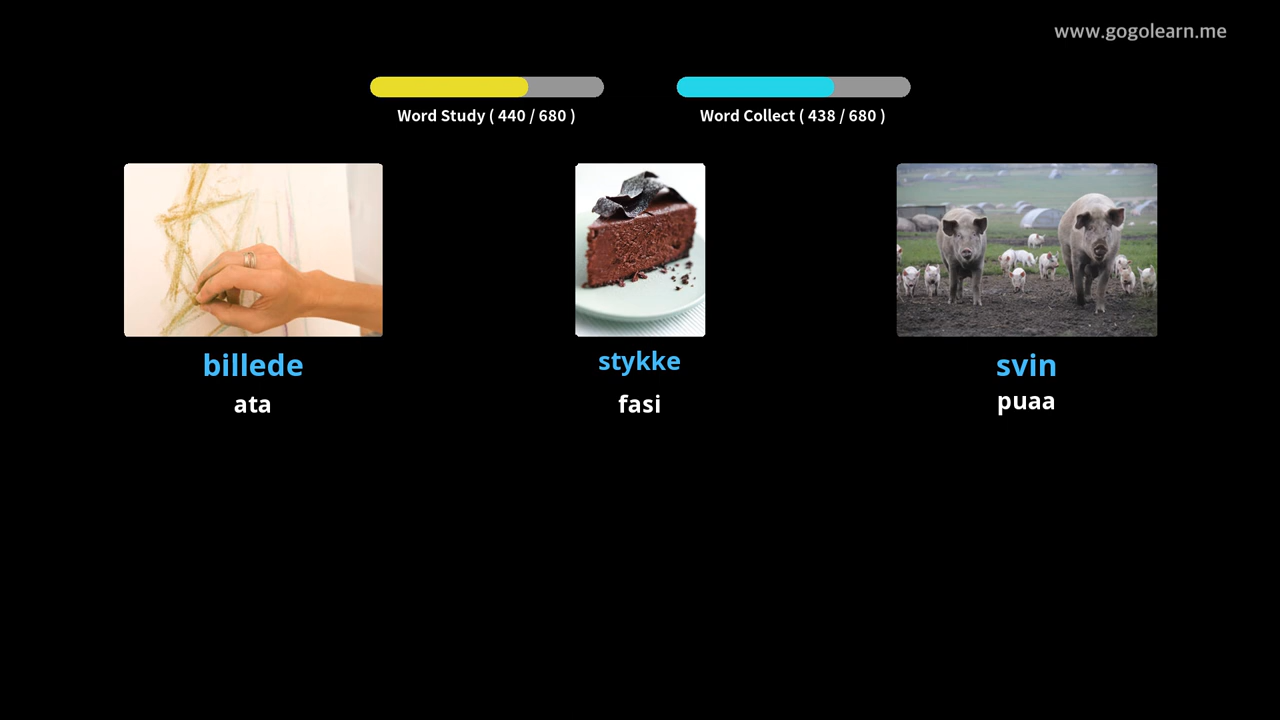 www.gogolearn.me
Word Study ( 440 / 680 )
Word Collect ( 438 / 680 )
billede
stykke
svin
ata
fasi
puaa